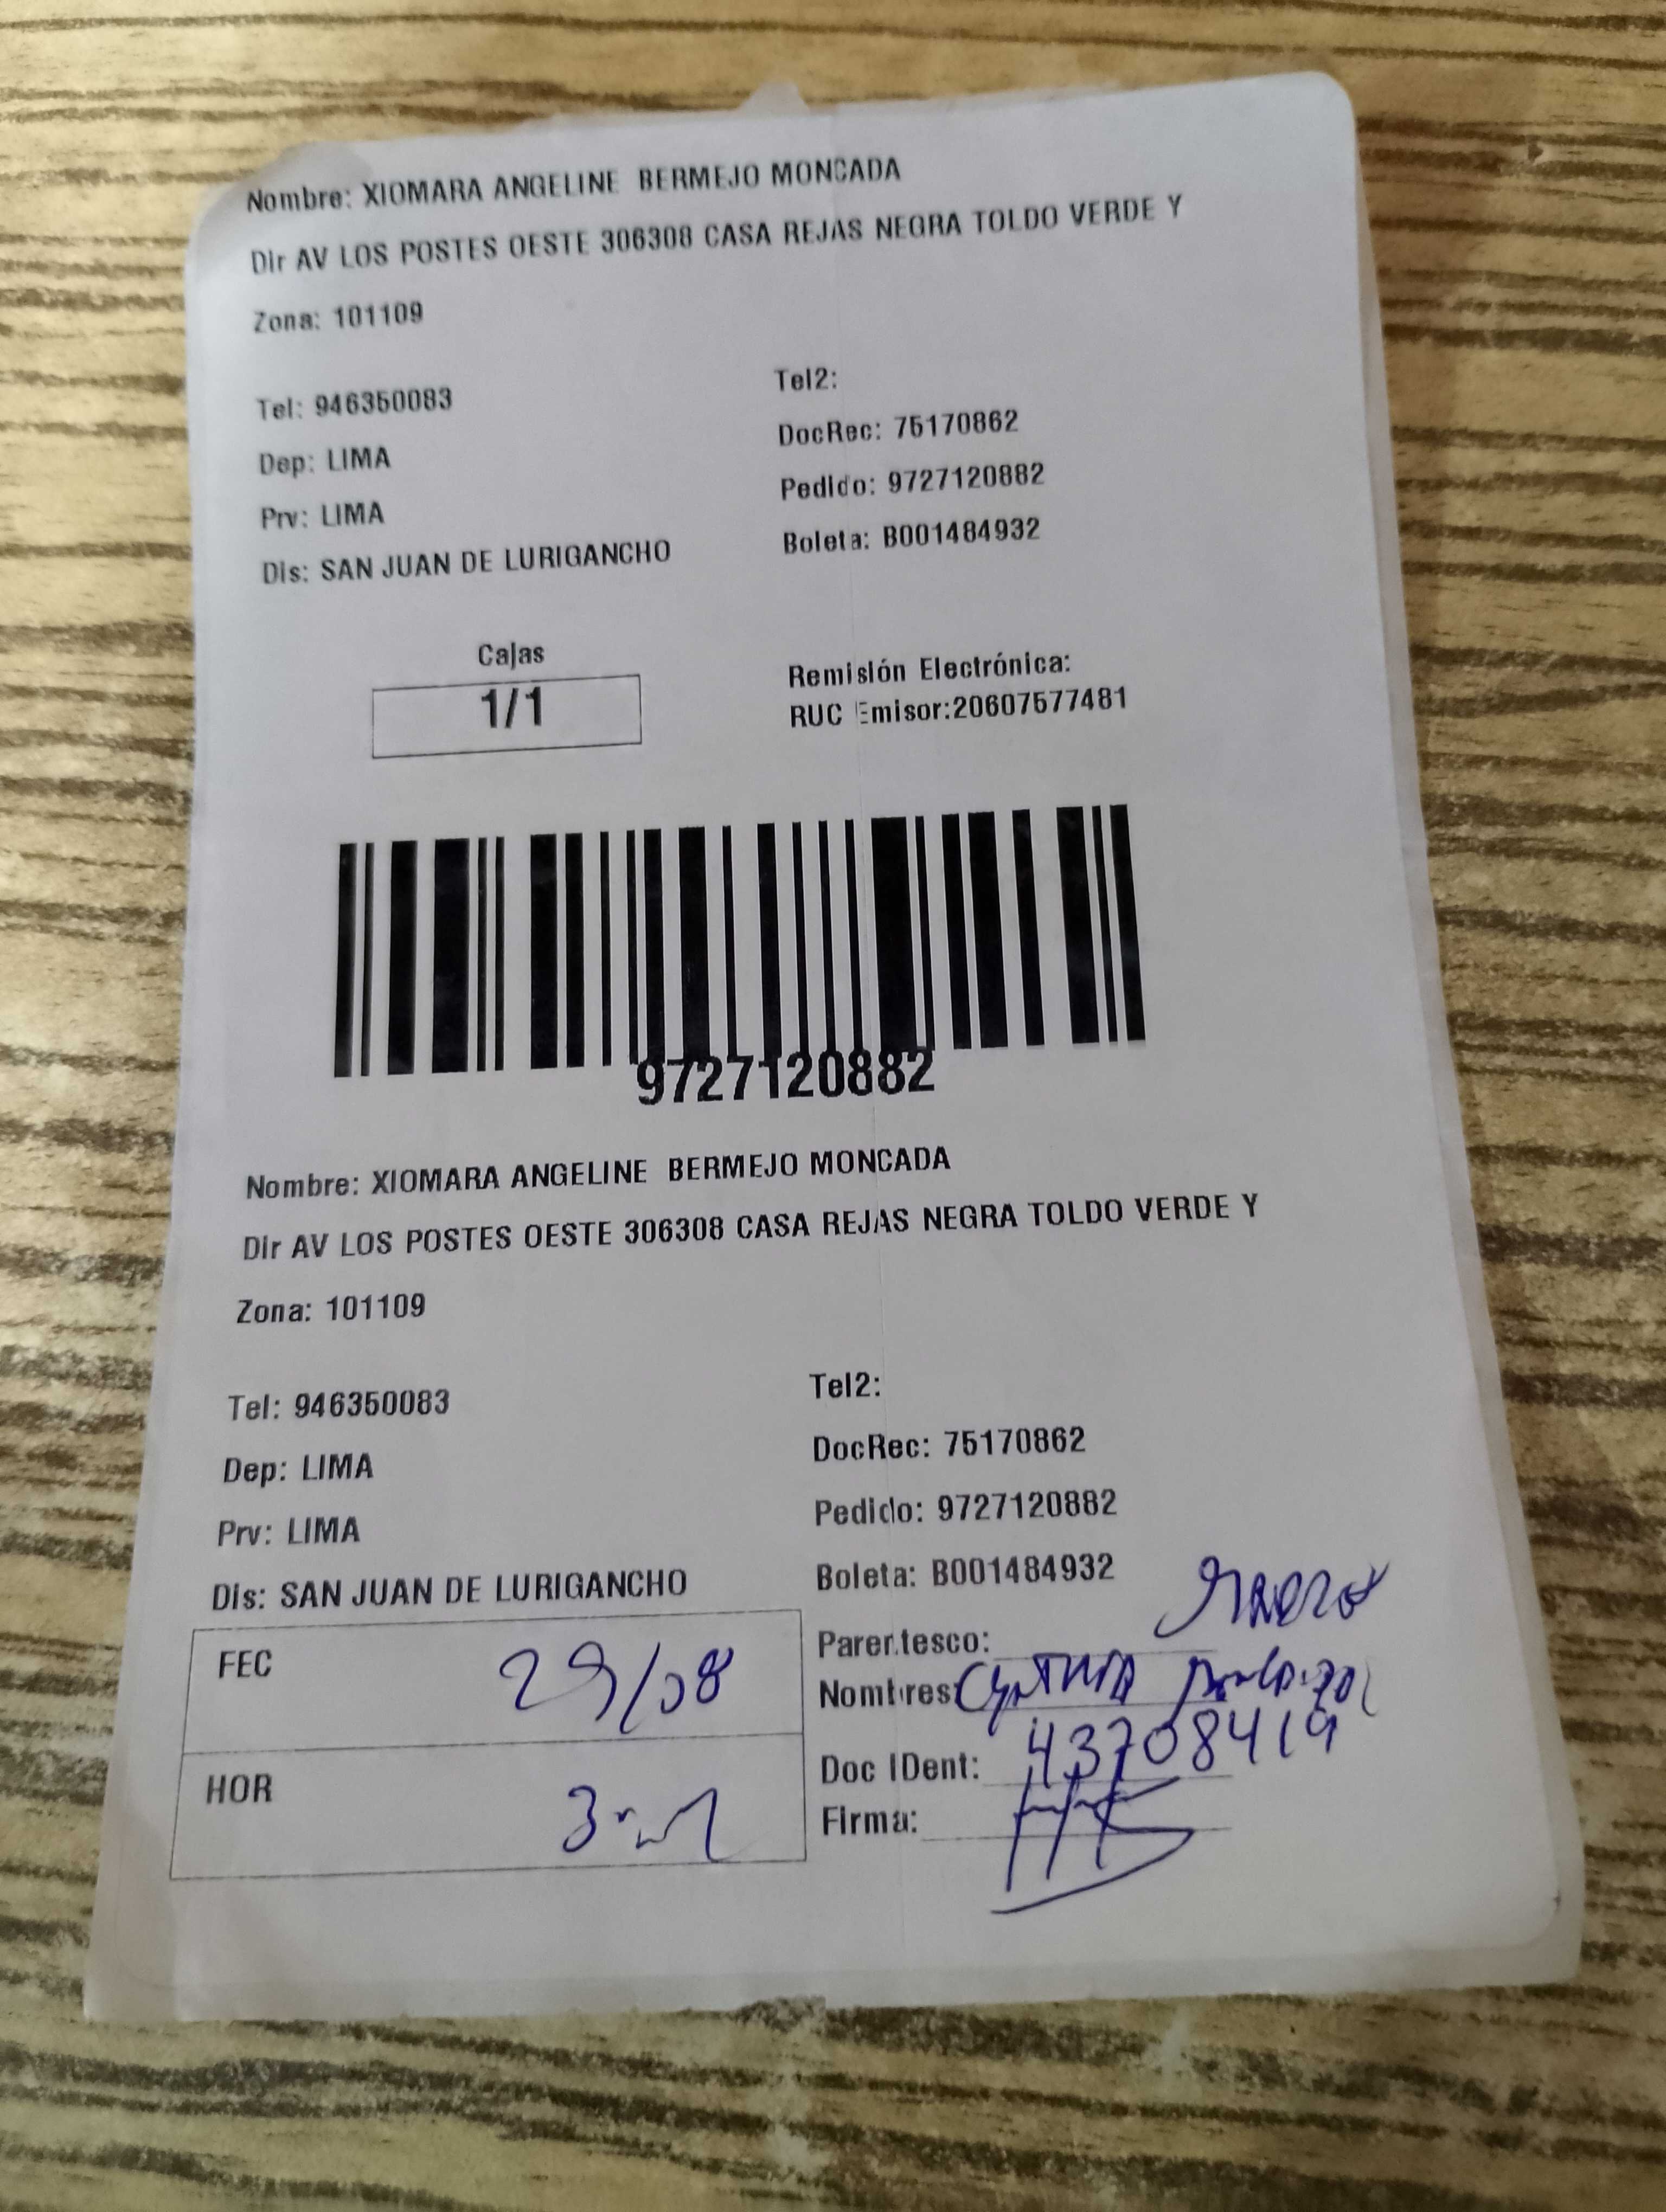 Nombre: XIOMARA ANGELINE BERMEJO MONCADA
Dir AV LOS POSTES OESTE 306308 CASA REJAS NEGRA TOLDO VERDE Y
Zona: 101109
Tel: 946350083
Tel2:
DocRec: 75170862
Dep: LIMA
Pedido: 9727120882
Prv: LIMA
Boleta: B001484932
Dis: SAN JUAN DE LURIGANCHO
Cajas
1/1
Remisión Electrónica:
RUC Emisor:20607577481
9727120882
Nombre: XIOMARA ANGELINE BERMEJO MONCADA
Dir AV LOS POSTES OESTE 306308 CASA REJAS NEGRA TOLDO VERDE Y
Zona: 101109
Tel: 946350083
Tel2:
DocRec: 75170862
Dep: LIMA
Pedido: 9727120882
Prv: LIMA
Boleta: B001484932
Dis: SAN JUAN DE LURIGANCHO
FEC 29/08
Parentesco:
Nombres: Cynthia
Doc IDent: 43708419
HOR
Firma: